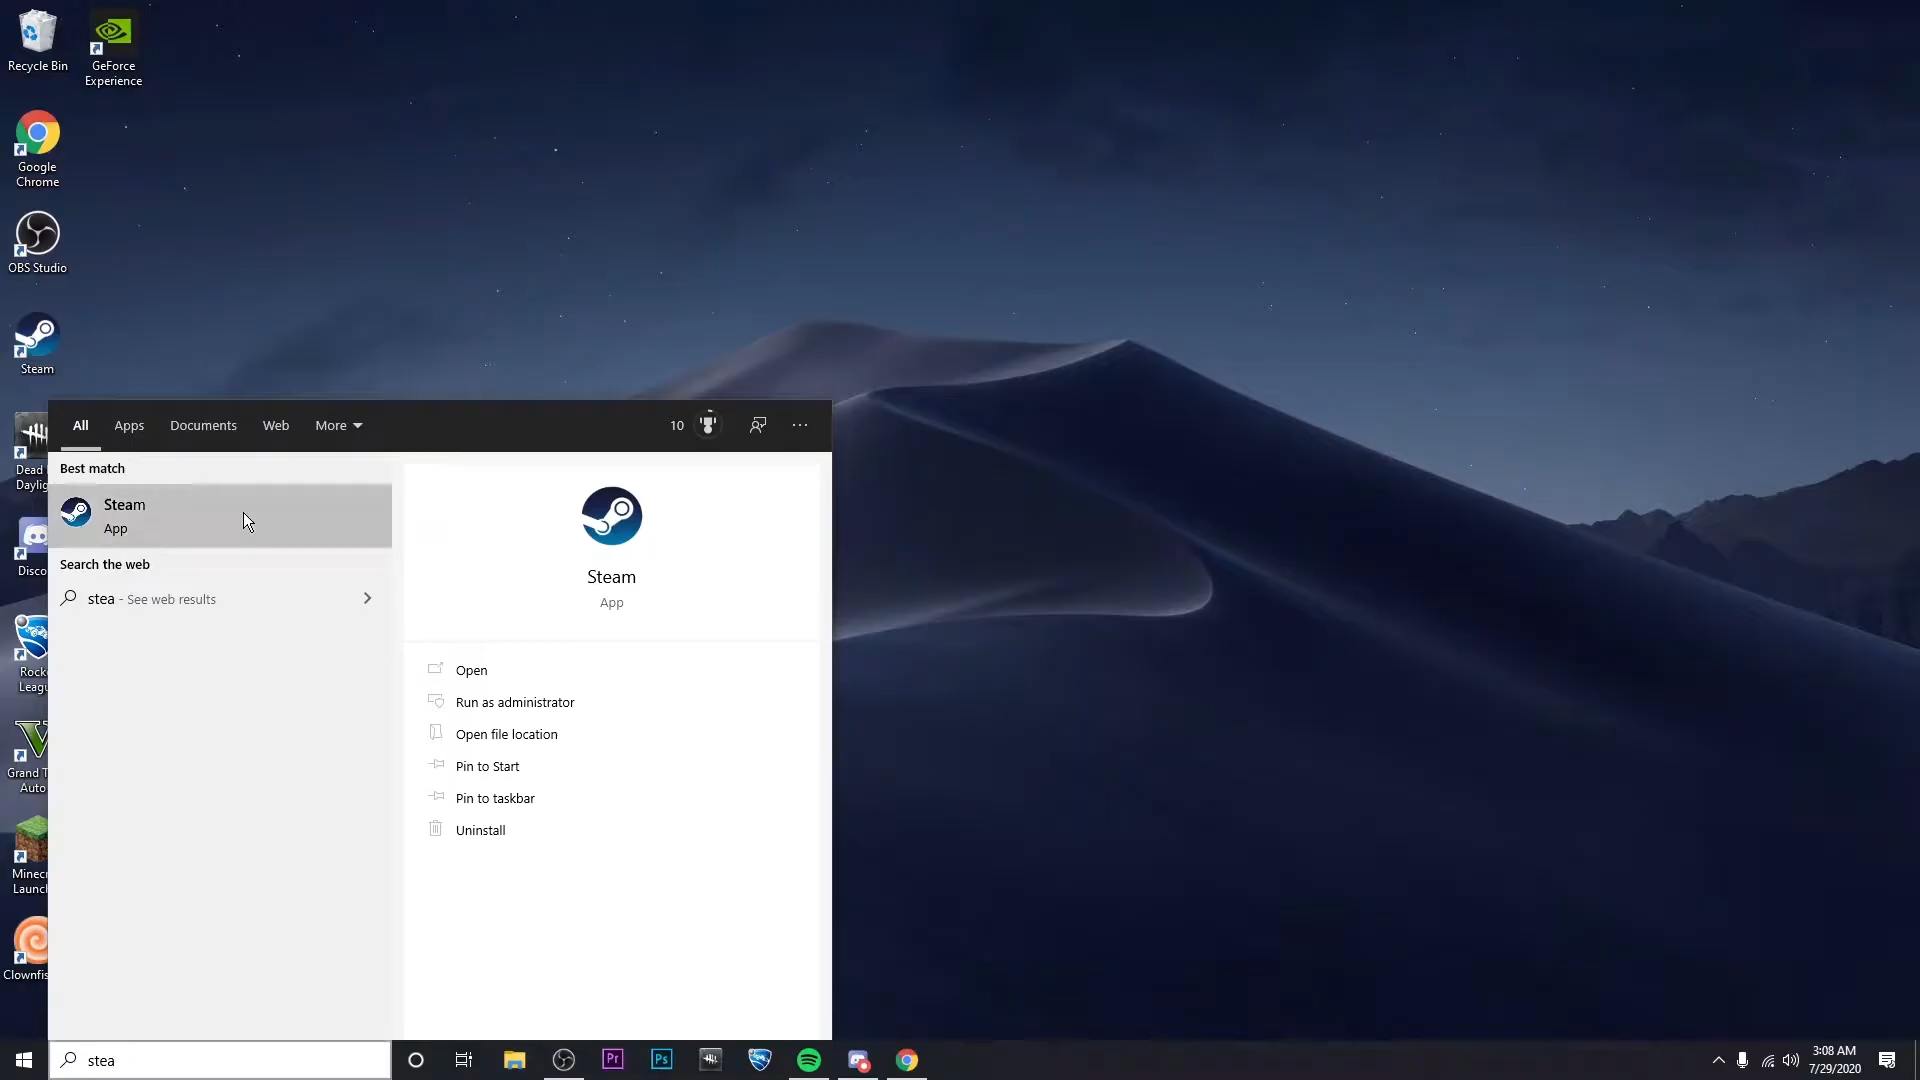 Recycle Bin
GeForce
Experience
Google
Chrome
OBS Studio
Steam
Dead
Daylig
Disco
Rock
Leagu
Grand T
Auto
Minecr
Launch
Clownfis
All Apps Documents Web More 10 ...
Best match
Steam
App
Search the web
stea - See web results
Steam
App
Open
Run as administrator
Open file location
Pin to Start
Pin to taskbar
Uninstall
stea
Pr
Ps
3:08 AM
7/29/2020